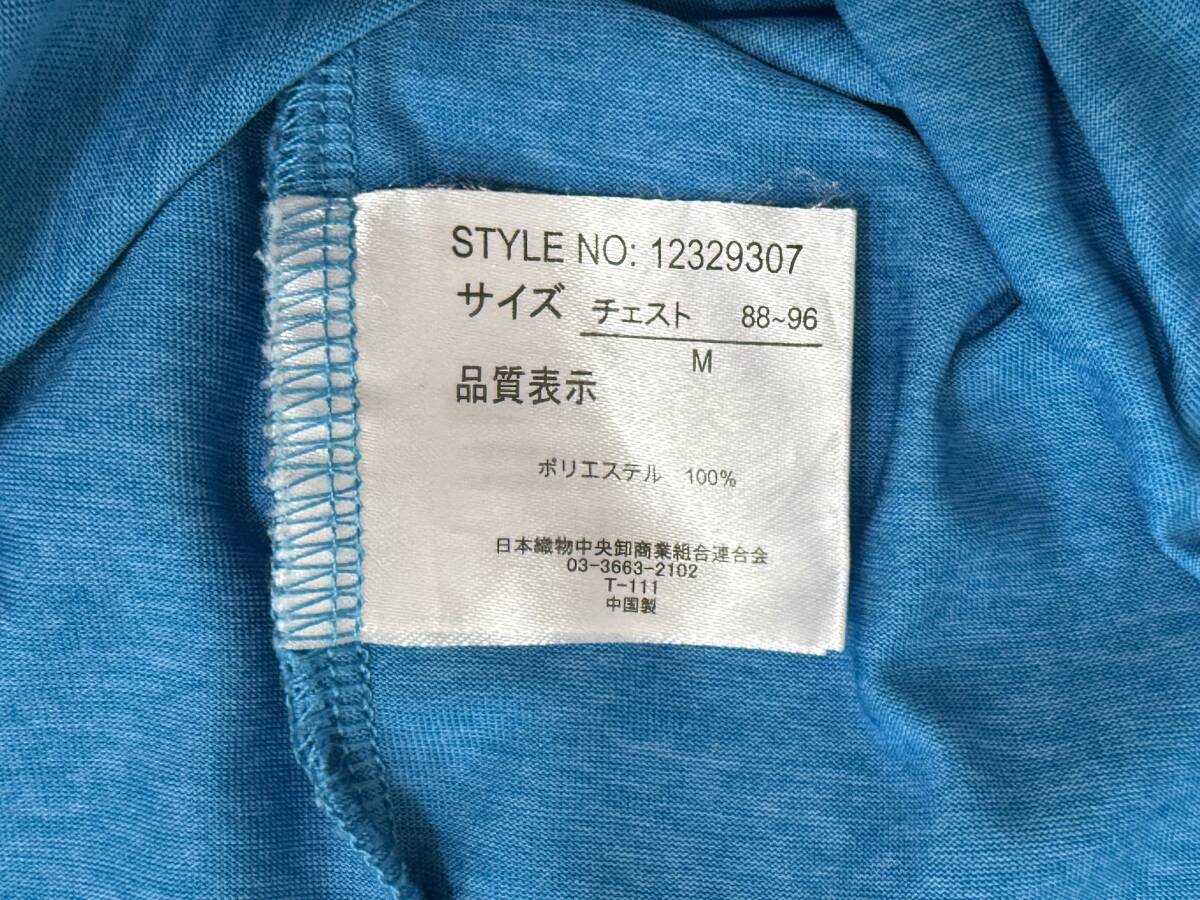 STYLE NO: 12329307
サイズ チェスト 88~96
M
品質表示
ポリエステル 100%
日本織物中央卸商業組合連合会
03-3663-2102
T-111
中国製